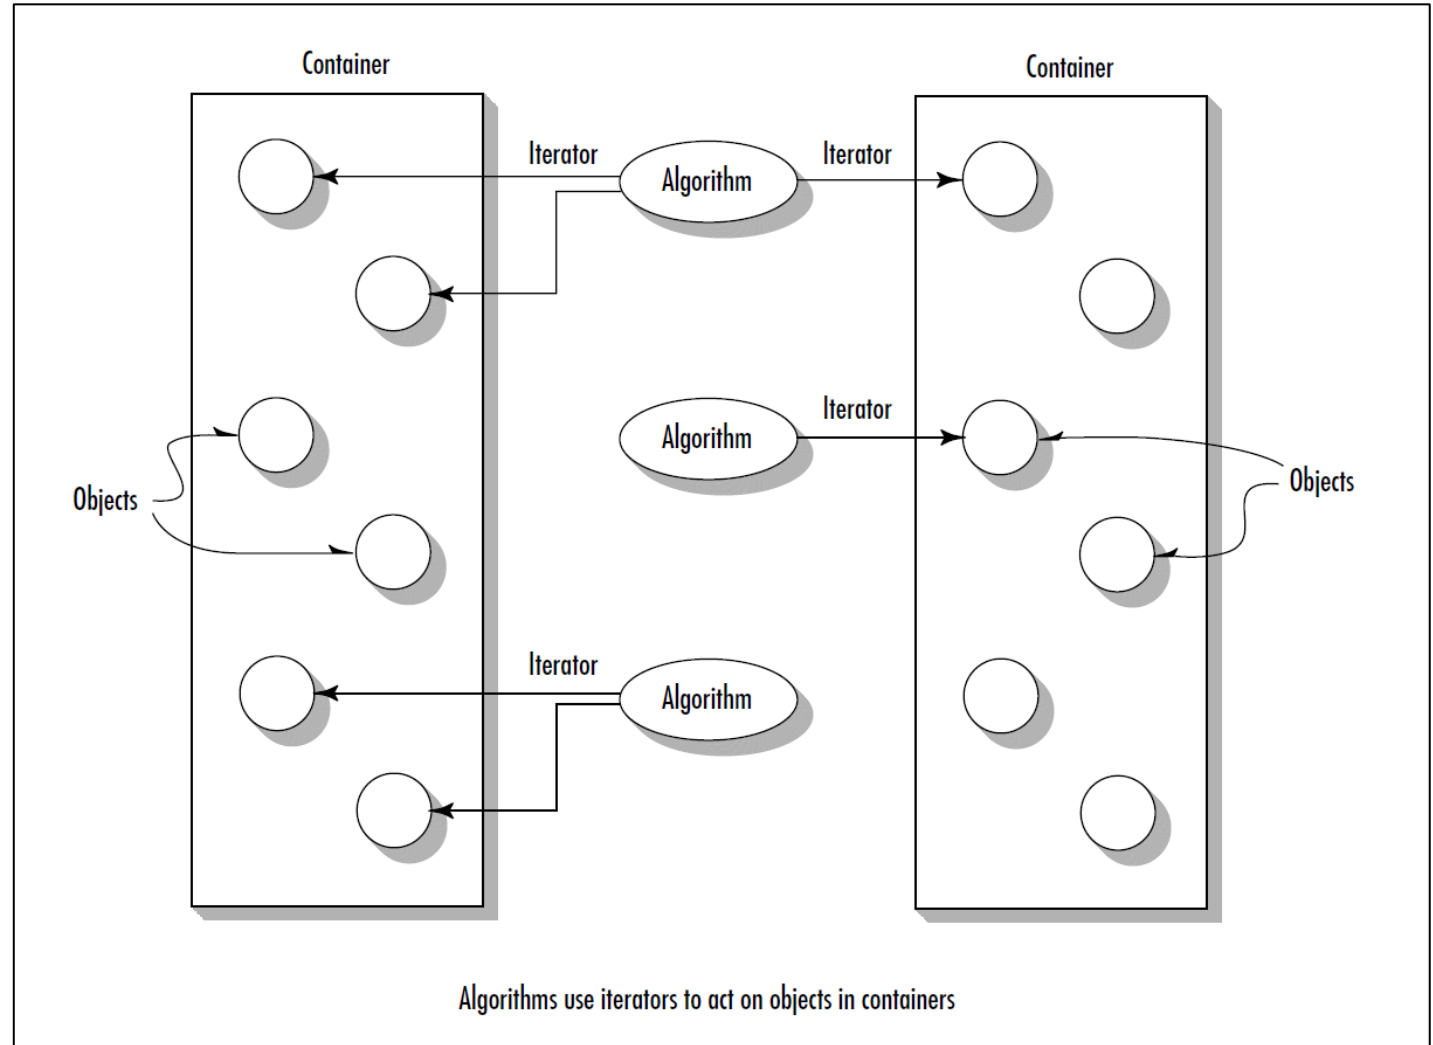 Container
Container
Iterator
Algorithm
Iterator
Algorithm
Iterator
Objects
Objects
Iterator
Algorithm
Algorithms use iterators to act on objects in containers